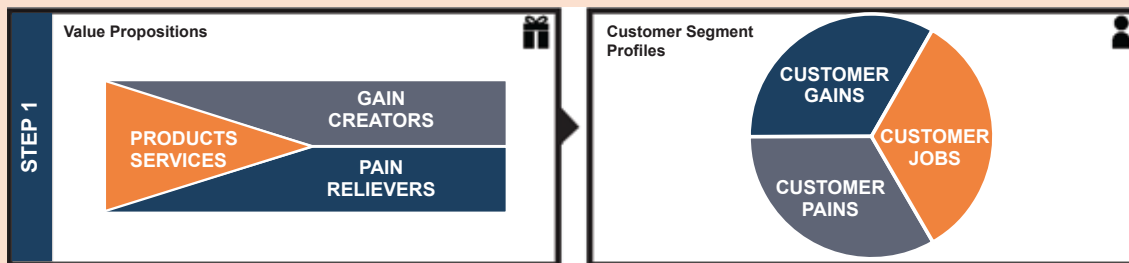 STEP 1
Value Propositions
GAIN
CREATORS
PRODUCTS
SERVICES
PAIN
RELIEVERS
Customer Segment
Profiles
CUSTOMER
GAINS
CUSTOMER
JOBS
CUSTOMER
PAINS